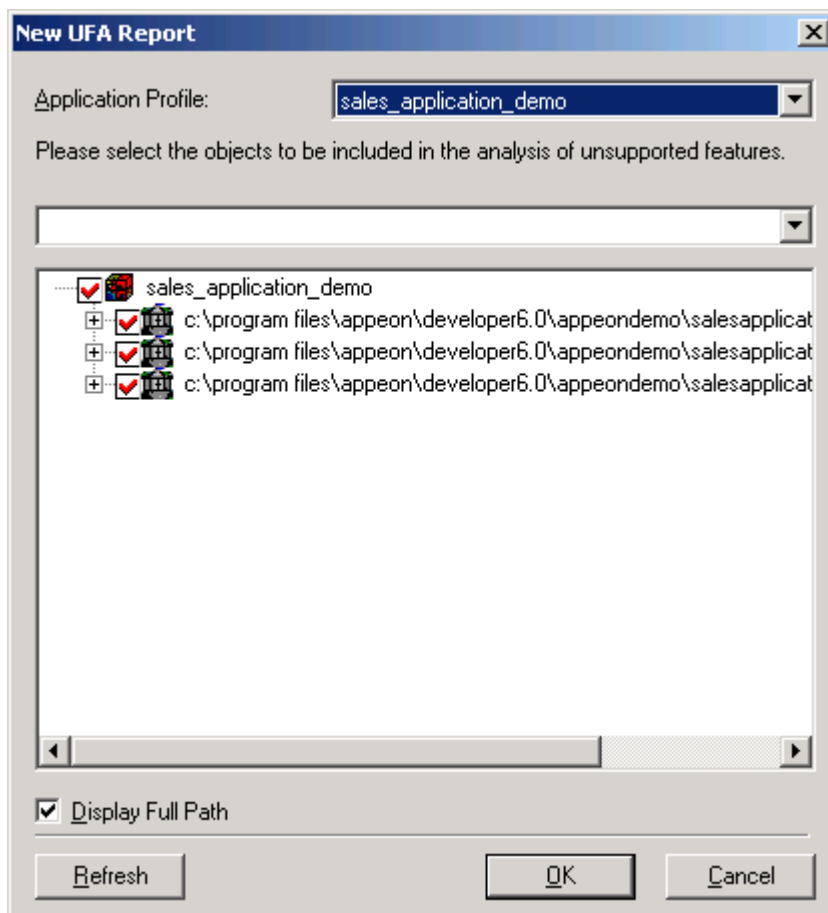 New UFA Report
Application Profile:
sales_application_demo
Please select the objects to be included in the analysis of unsupported features.
sales_application_demo
c:\program files\appeon\developer6.0\appeondemo\salesapplicat
c:\program files\appeon\developer6.0\appeondemo\salesapplicat
c:\program files\appeon\developer6.0\appeondemo\salesapplicat
Display Full Path
Refresh
OK
Cancel